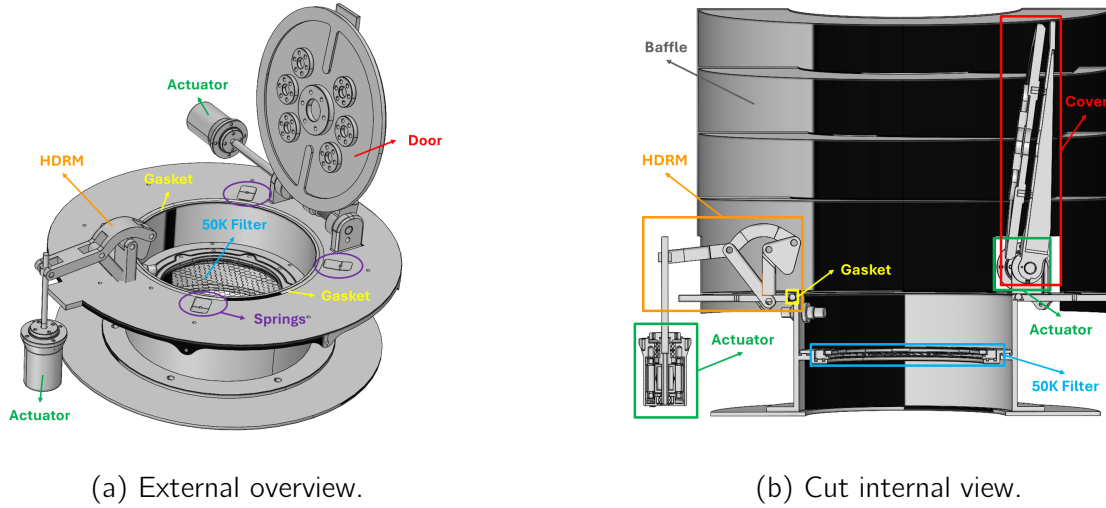 Actuator
HDRM
Gasket
Door
50K Filter
Gasket
Springs
Actuator
(a) External overview.
Baffle
Cover
HDRM
Gasket
Actuator
Actuator
50K Filter
(b) Cut internal view.